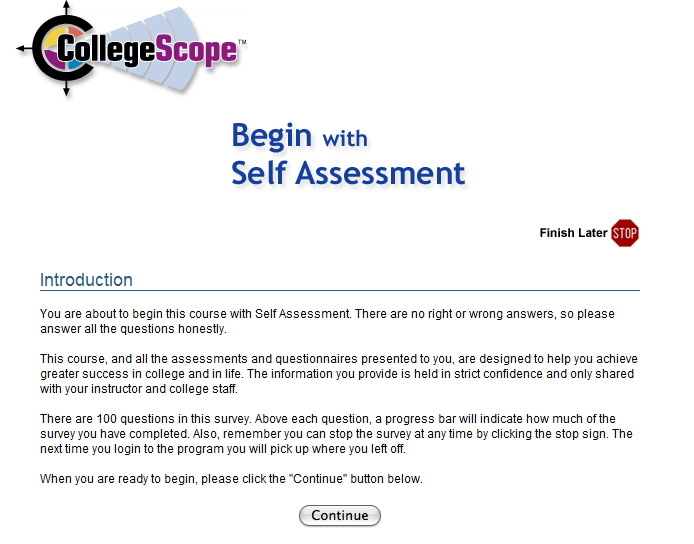 CollegeScope™
Begin with
Self Assessment
Finish Later STOP
Introduction
You are about to begin this course with Self Assessment. There are no right or wrong answers, so please
answer all the questions honestly.
This course, and all the assessments and questionnaires presented to you, are designed to help you achieve
greater success in college and in life. The information you provide is held in strict confidence and only shared
with your instructor and college staff.
There are 100 questions in this survey. Above each question, a progress bar will indicate how much of the
survey you have completed. Also, remember you can stop the survey at any time by clicking the stop sign. The
next time you login to the program you will pick up where you left off.
When you are ready to begin, please click the "Continue" button below.
Continue